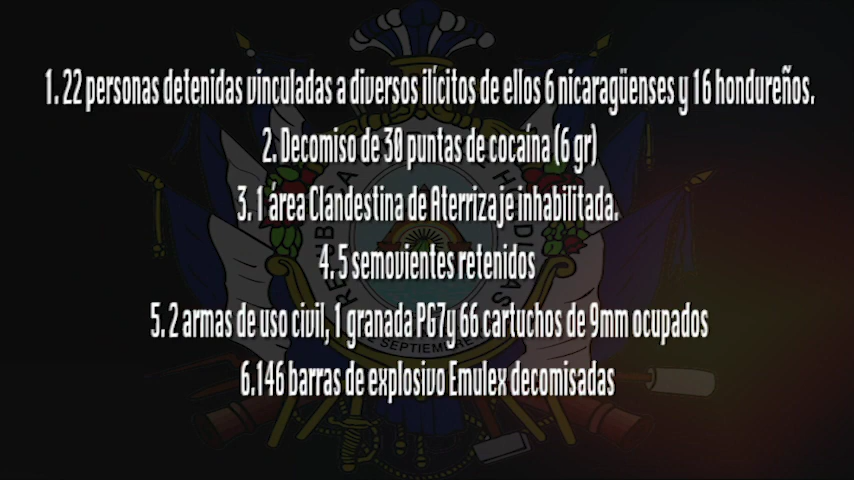 1. 22 personas detenidas vinculadas a diversos ilícitos de ellos 6 nicaragüenses y 16 hondureños.
2. Decomiso de 30 puntas de cocaína (6 gr)
3. 1 área Clandestina de Aterrizaje inhabilitada.
4. 5 semovientes retenidos
5. 2 armas de uso civil, 1 granada PG7y 66 cartuchos de 9mm ocupados
6.146 barras de explosivo Emulex decomisadas
SEPTIEMBRE